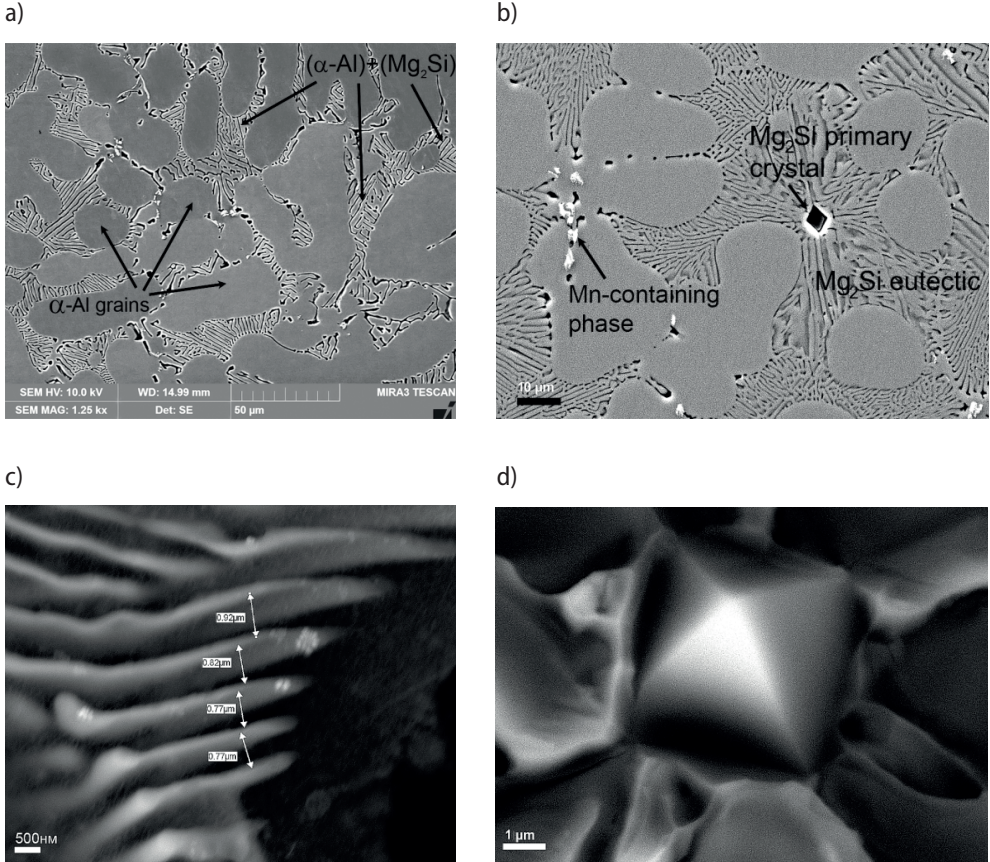 a)
b)
(α-Al)+(Mg₂Si)
α-Al grains
SEM HV: 10.0 kV
WD: 14.99 mm
MIRA3 TESCAN
SEM MAG: 1.25 kx
Det: SE
50 µm
Mg₂Si primary
crystal
Mg₂Si eutectic
Mn-containing
phase
10 µm
c)
d)
0.92µm
0.82µm
0.77µm
0.77µm
500нм
1 µm